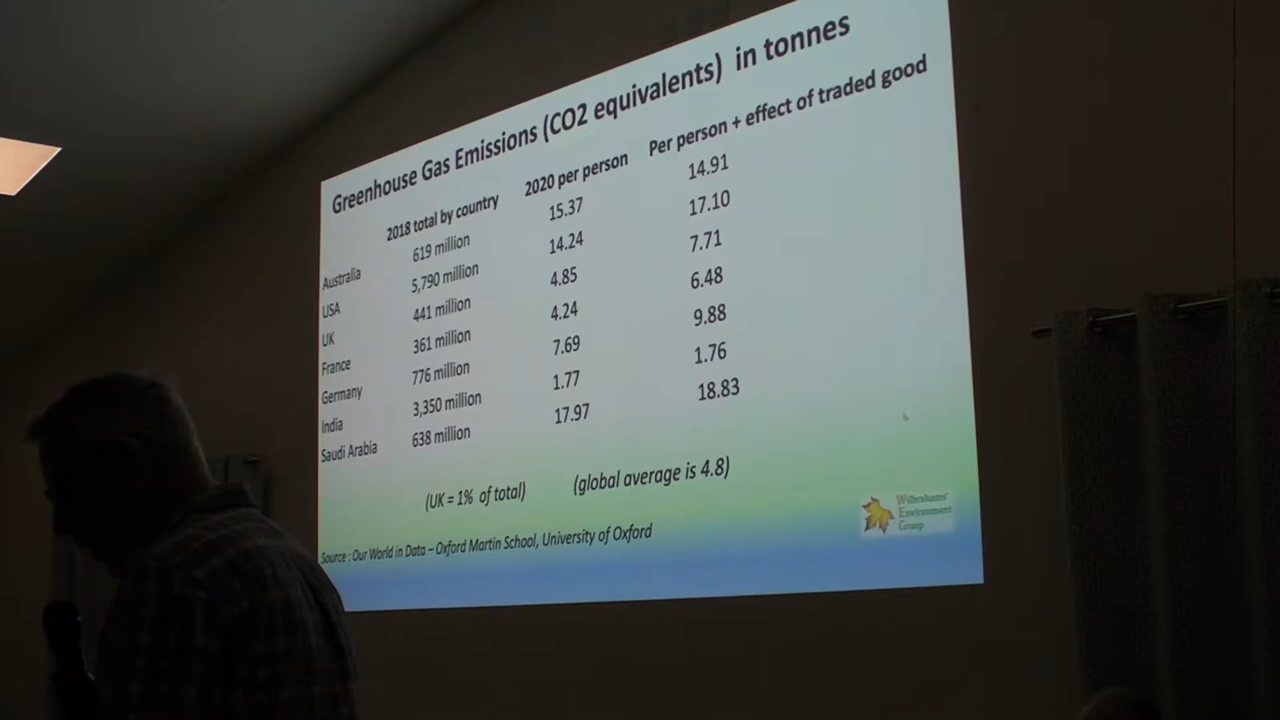 Greenhouse Gas Emissions (CO2 equivalents) in tonnes
2018 total by country 2020 per person Per person + effect of traded good
Australia 619 million 15.37 14.91
USA 5,790 million 14.24 17.10
UK 441 million 4.85 7.71
France 361 million 4.24 6.48
Germany 776 million 7.69 9.88
India 3,350 million 1.77 1.76
Saudi Arabia 638 million 17.97 18.83
(UK = 1% of total) (global average is 4.8)
Source : Our World in Data – Oxford Martin School, University of Oxford
Wilbrahams'
Environment
Group